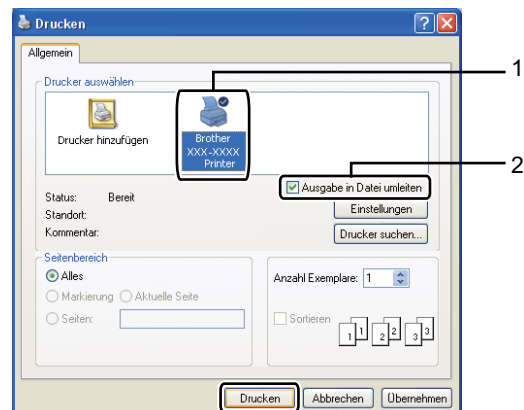 Drucken
Allgemein
1
Drucker auswählen
Drucker hinzufügen
Brother
XXX-XXXX
Printer
2
Ausgabe in Datei umleiten
Status: Bereit
Einstellungen
Standort:
Kommentar:
Drucker suchen...
Seitenbereich
Alles
Anzahl Exemplare: 1
Markierung Aktuelle Seite
Seiten:
Sortieren
1 1 2 2 3 3
Drucken Abbrechen Übernehmen